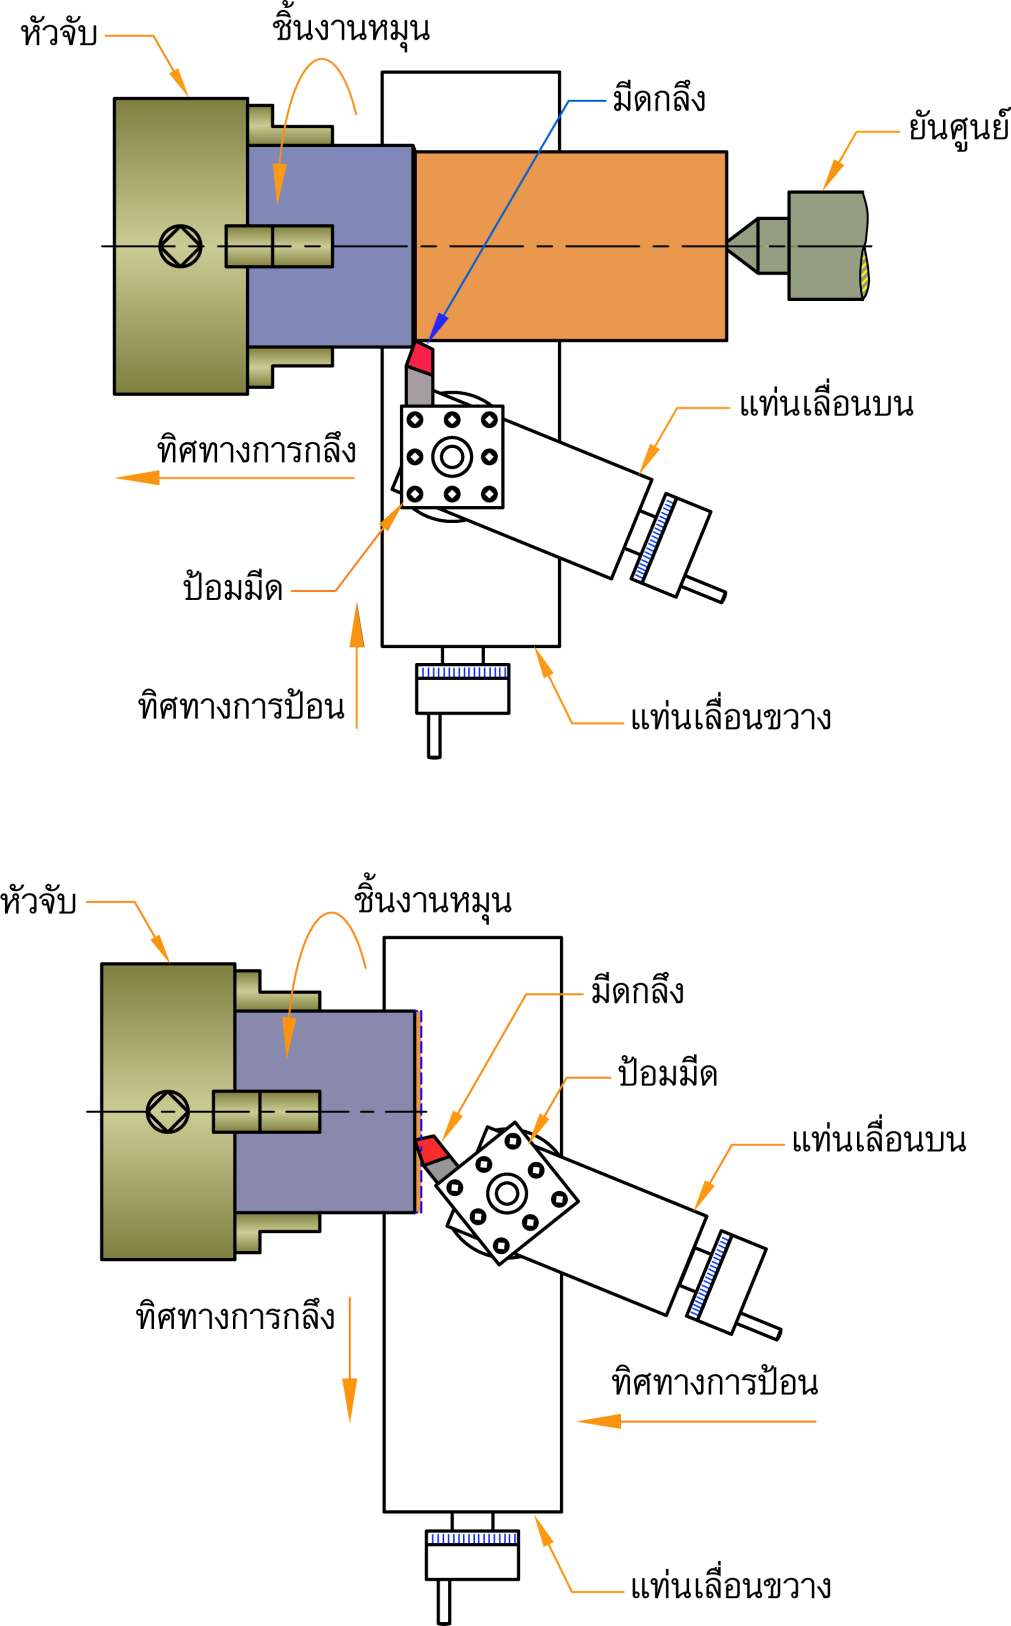 หัวจับ
ชิ้นงานหมุน
มีดกลึง
ยันศูนย์
แท่นเลื่อนบน
ทิศทางการกลึง
ป้อมมีด
ทิศทางการป้อน
แท่นเลื่อนขวาง
หัวจับ
ชิ้นงานหมุน
มีดกลึง
ป้อมมีด
แท่นเลื่อนบน
ทิศทางการกลึง
ทิศทางการป้อน
แท่นเลื่อนขวาง